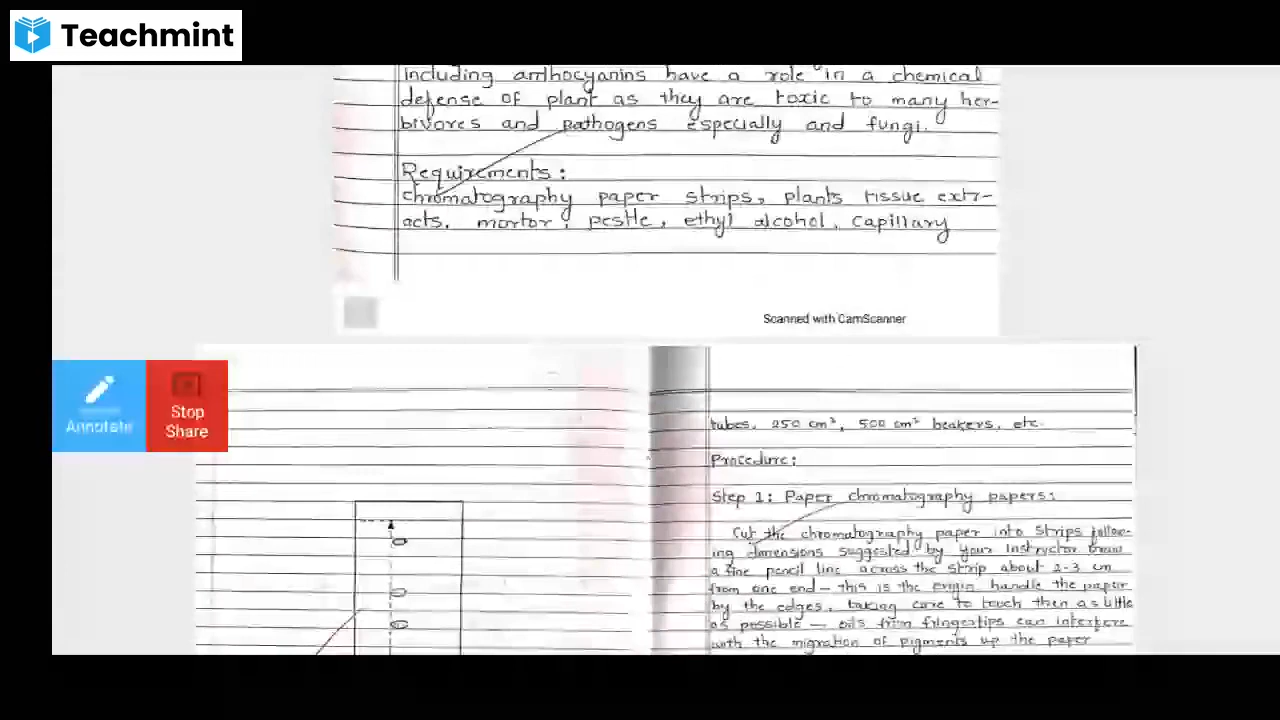 Teachmint
including anthocyanins have a role in a chemical
defense of plant as they are toxic to many her-
bivores and pathogens especially and fungi.
Requirements:
chromatography paper strips, plants tissue extr-
acts, mortor, pestle, ethyl alcohol, capillary
Scanned with CamScanner
Annotate
Stop
Share
tubes, 250 cm³, 500 cm³ beakers, etc.
Procedure:
Step 1: Paper chromatography papers:
Cut the chromatography paper into strips follow-
ing dimensions suggested by your instructor Draw
a fine pencil line across the strip about 2-3 cm
from one end - this is the origin handle the paper
by the edges, taking care to touch then as little
as possible - oils from fringertips can interfere
with the migration of pigments up the paper